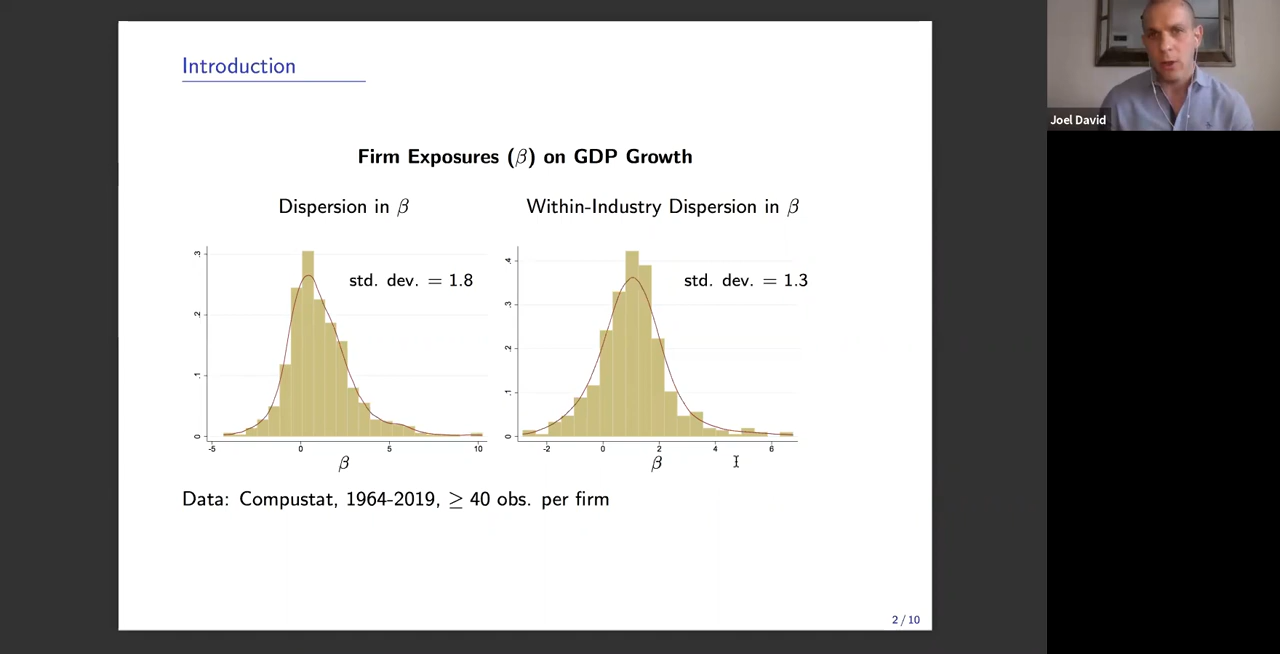 Introduction
Joel David
Firm Exposures (β) on GDP Growth
Dispersion in β
Within-Industry Dispersion in β
std. dev. = 1.8
std. dev. = 1.3
.3
.2
.1
0
-5
0
5
10
β
.4
.3
.2
.1
0
-2
0
2
4
6
β
Data: Compustat, 1964-2019, ≥ 40 obs. per firm
2 / 10